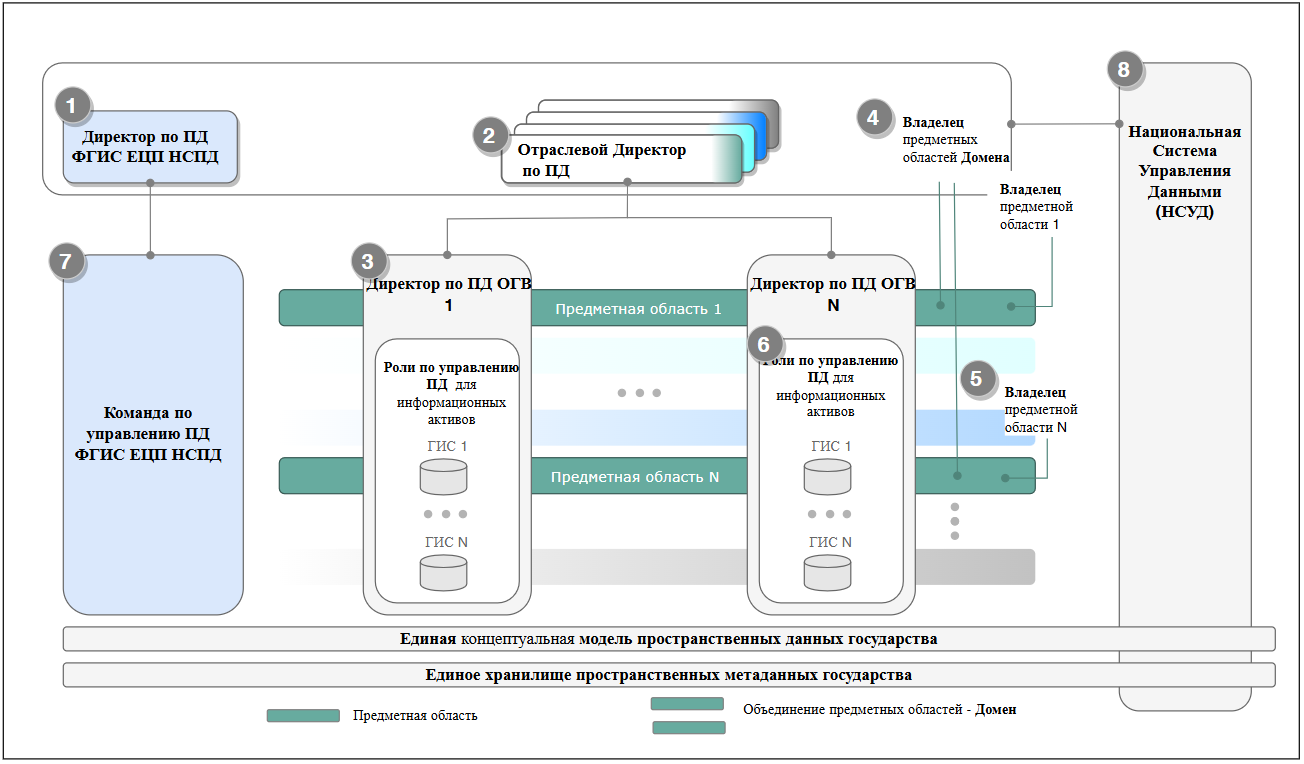 1
Директор по ПД
ФГИС ЕЦП НСПД
2
Отраслевой Директор
по ПД
4
Владелец
предметных
областей Домена
8
Национальная
Система
Управления
Данными
(НСУД)
Владелец
предметной
области 1
7
Команда по
управлению ПД
ФГИС ЕЦП НСПД
3
Директор по ПД ОГВ
1
Предметная область 1
Директор по ПД ОГВ
N
Роли по управлению
ПД для
информационных
активов
ГИС 1
ГИС N
6
Роли по управлению
ПД для
информационных
активов
ГИС 1
ГИС N
5
Владелец
предметной
области N
Предметная область N
Единая концептуальная модель пространственных данных государства
Единое хранилище пространственных метаданных государства
Предметная область
Объединение предметных областей - Домен